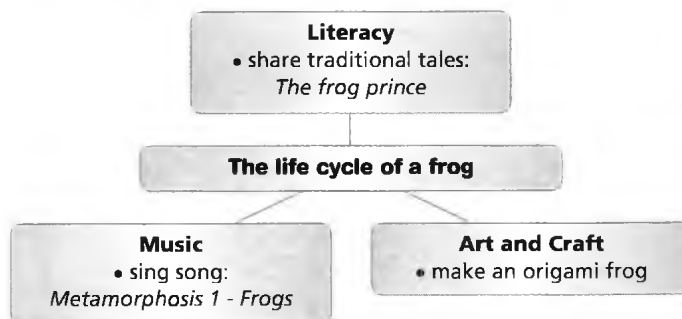 Literacy
• share traditional tales:
The frog prince
The life cycle of a frog
Music
• sing song:
Metamorphosis 1 - Frogs
Art and Craft
• make an origami frog